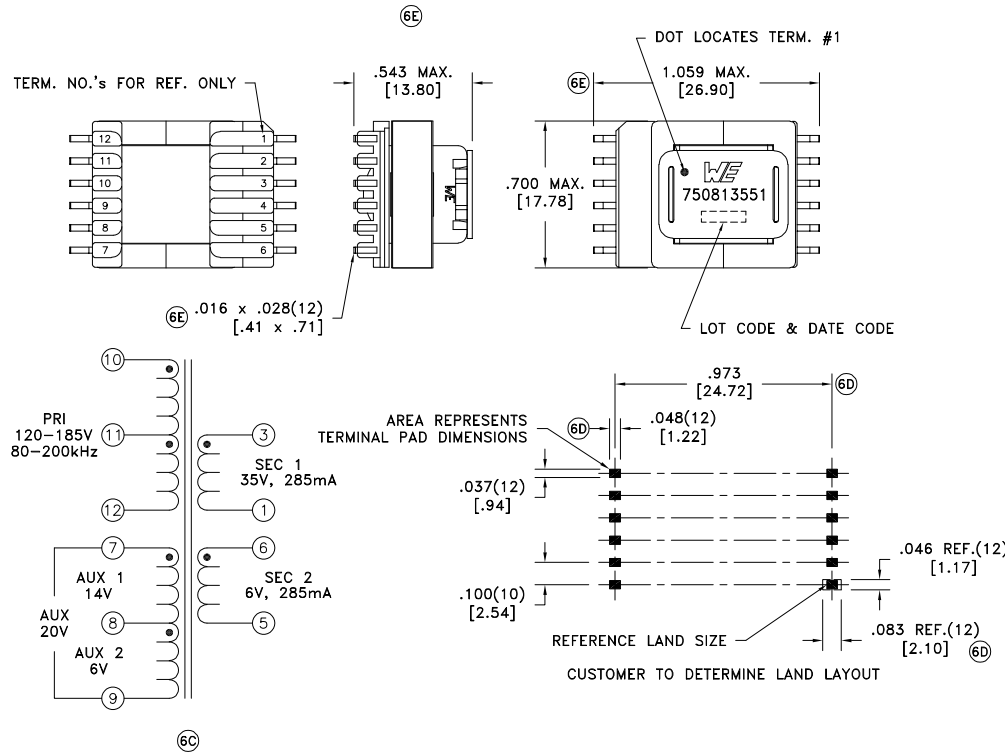 6E
DOT LOCATES TERM. #1
TERM. NO.'s FOR REF. ONLY
.543 MAX.
[13.80]
6E
1.059 MAX.
[26.90]
12
11
10
9
8
7
1
2
3
4
5
6
WE
.700 MAX.
[17.78]
WE
750813551
6E
.016 x .028(12)
[.41 x .71]
LOT CODE & DATE CODE
10
PRI
120-185V
80-200kHz
11
12
3
SEC 1
35V, 285mA
1
7
AUX 1
14V
8
AUX
20V
AUX 2
6V
9
6
SEC 2
6V, 285mA
5
6C
.973
[24.72]
6D
AREA REPRESENTS
TERMINAL PAD DIMENSIONS
6D
.048(12)
[1.22]
.037(12)
[.94]
.046 REF.(12)
[1.17]
.100(10)
[2.54]
REFERENCE LAND SIZE
.083 REF.(12)
[2.10]
6D
CUSTOMER TO DETERMINE LAND LAYOUT